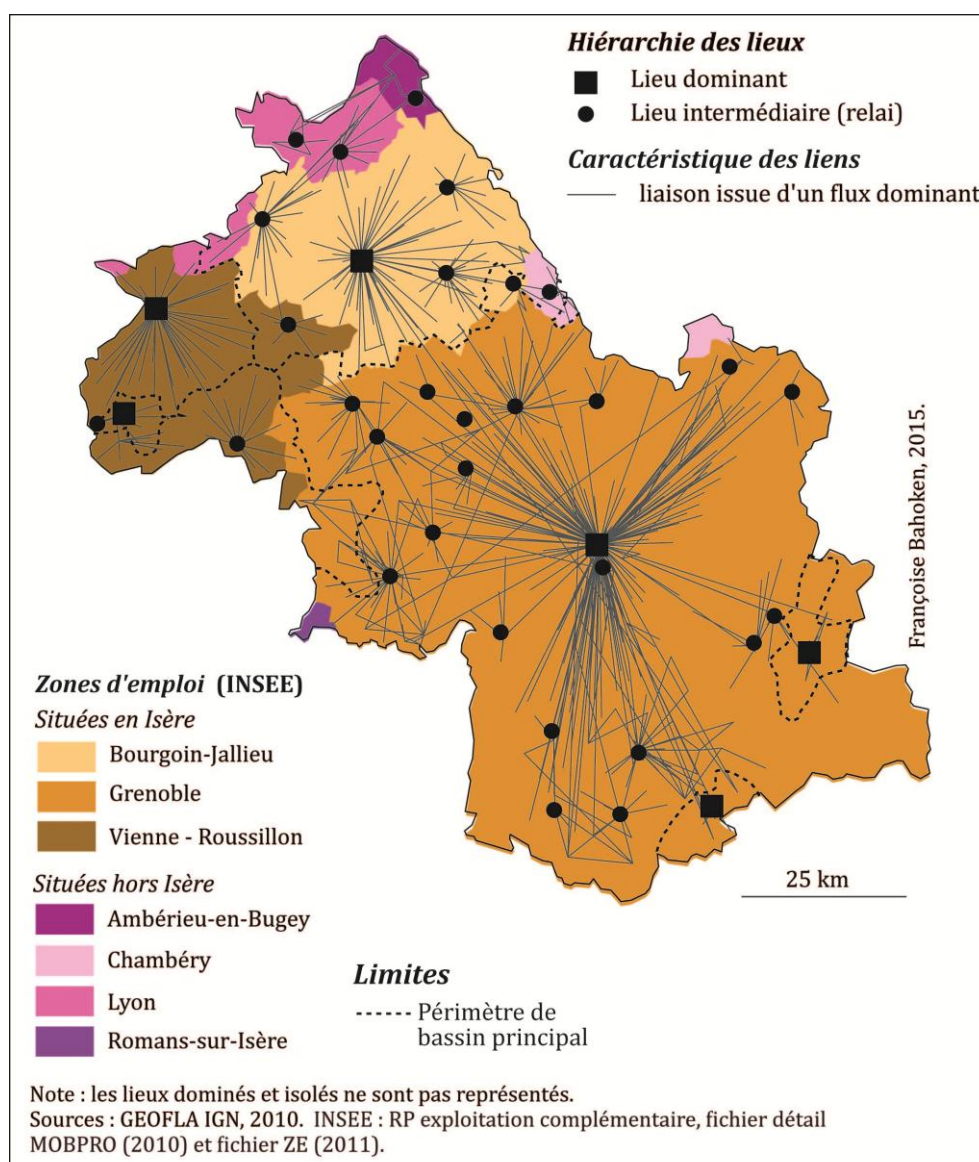 Hiérarchie des lieux
Lieu dominant
Lieu intermédiaire (relai)
Caractéristique des liens
liaison issue d'un flux dominant
Françoise Bahoken, 2015.
Zones d'emploi (INSEE)
Situées en Isère
Bourgoin-Jallieu
Grenoble
Vienne - Roussillon
Situées hors Isère
Ambérieu-en-Bugey
Chambéry
Lyon
Romans-sur-Isère
25 km
Limites
Périmètre de
bassin principal
Note : les lieux dominés et isolés ne sont pas représentés.
Sources : GEOFLA IGN, 2010. INSEE : RP exploitation complémentaire, fichier détail
MOBPRO (2010) et fichier ZE (2011).